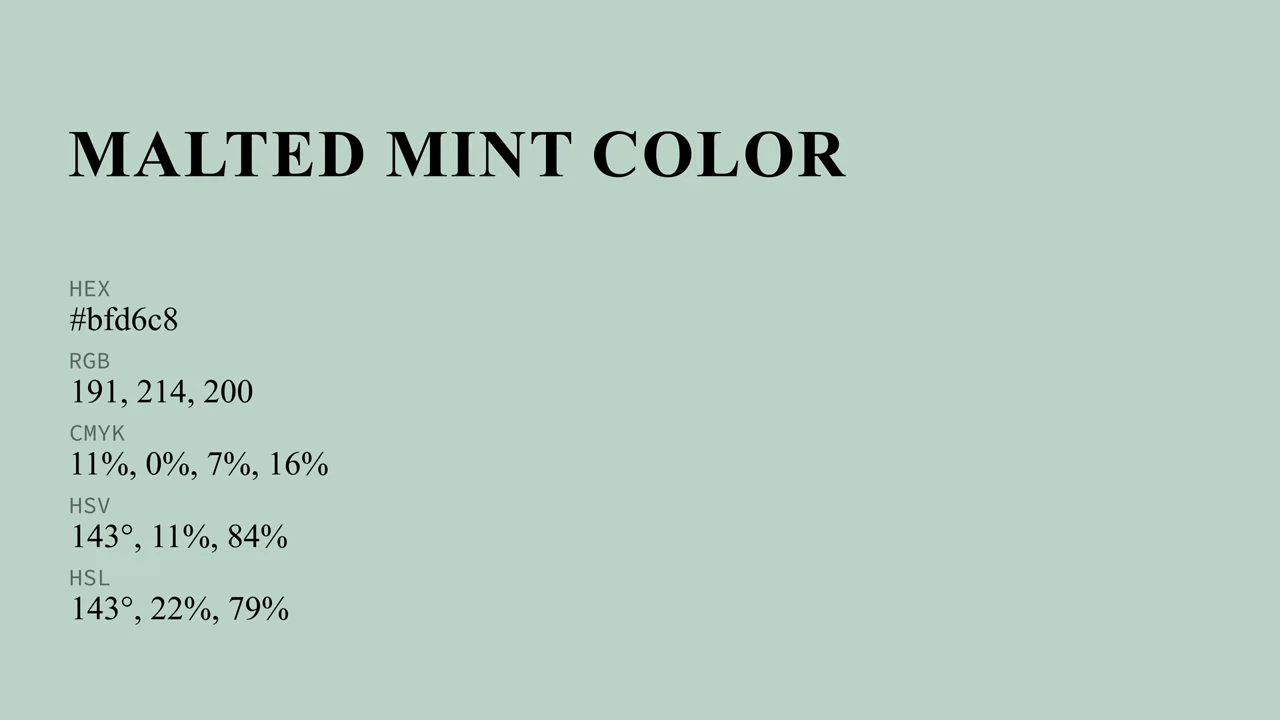 MALTED MINT COLOR
HEX
#bfd6c8
RGB
191, 214, 200
CMYK
11%, 0%, 7%, 16%
HSV
143°, 11%, 84%
HSL
143°, 22%, 79%